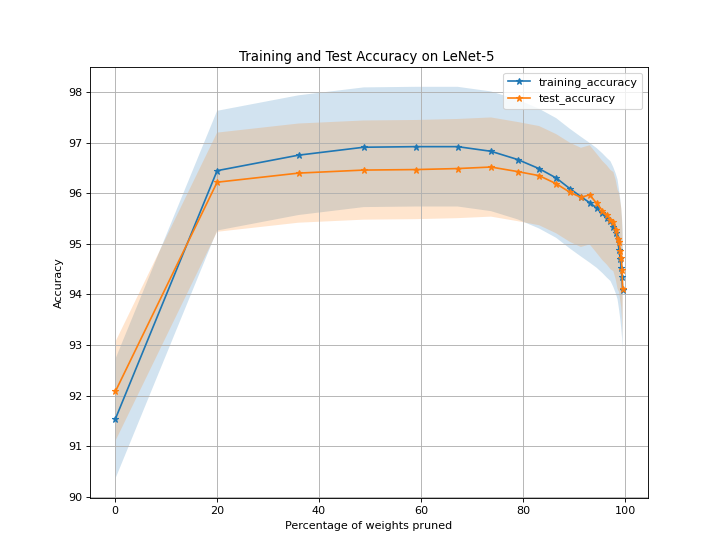 Training and Test Accuracy on LeNet-5
training_accuracy
test_accuracy
98
97
96
95
94
93
92
91
90
Accuracy
0 20 40 60 80 100
Percentage of weights pruned